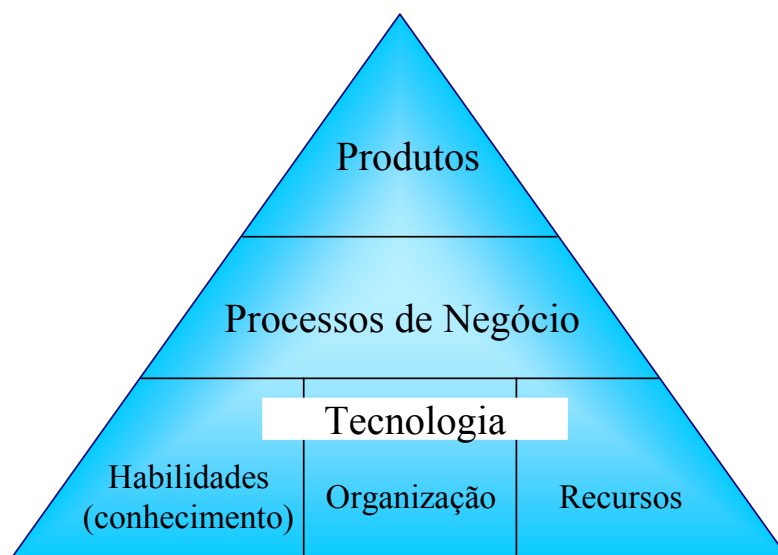 Produtos
Processos de Negócio
Tecnologia
Habilidades
(conhecimento)
Organização
Recursos